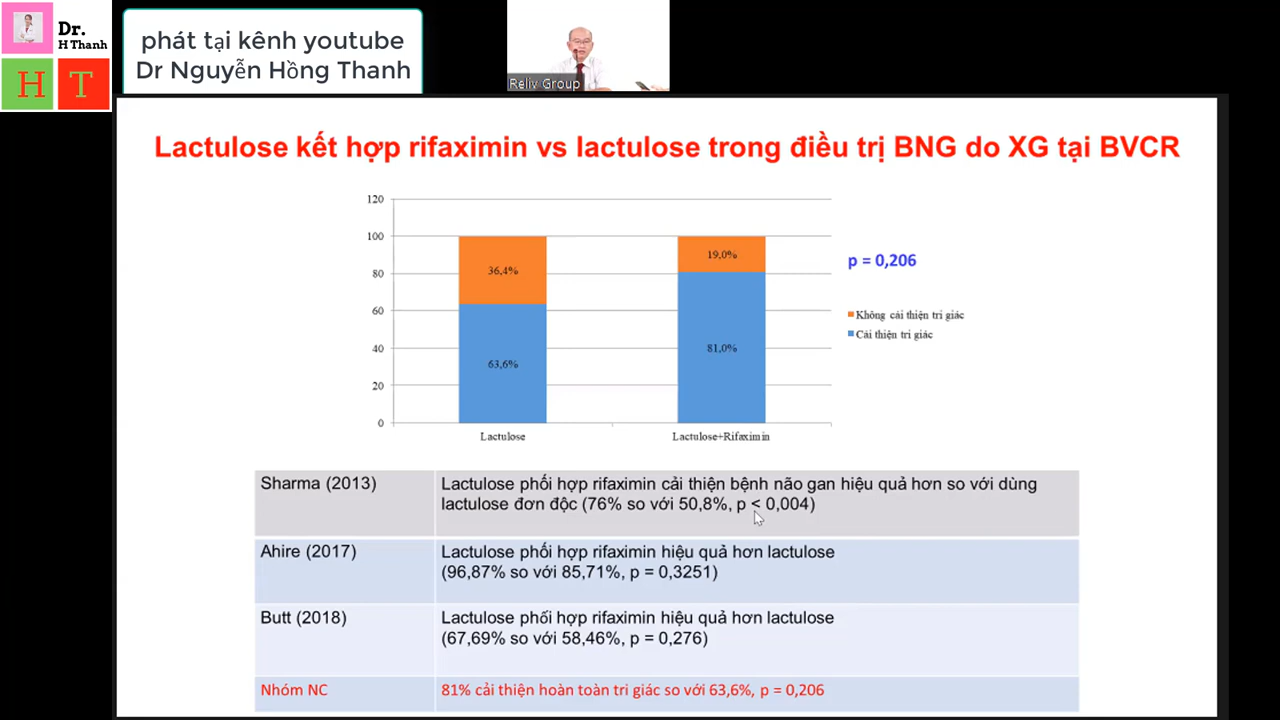 Dr.
H Thanh
H T
phát tại kênh youtube
Dr Nguyễn Hồng Thanh
Reliv Group
Lactulose kết hợp rifaximin vs lactulose trong điều trị BNG do XG tại BVCR
120
100
80
60
40
20
0
36,4%
63,6%
19,0%
81,0%
Lactulose
Lactulose+Rifaximin
p = 0,206
Không cải thiện tri giác
Cải thiện tri giác
Sharma (2013)
Lactulose phối hợp rifaximin cải thiện bệnh não gan hiệu quả hơn so với dùng
lactulose đơn độc (76% so với 50,8%, p < 0,004)
Ahire (2017)
Lactulose phối hợp rifaximin hiệu quả hơn lactulose
(96,87% so với 85,71%, p = 0,3251)
Butt (2018)
Lactulose phối hợp rifaximin hiệu quả hơn lactulose
(67,69% so với 58,46%, p = 0,276)
Nhóm NC
81% cải thiện hoàn toàn tri giác so với 63,6%, p = 0,206